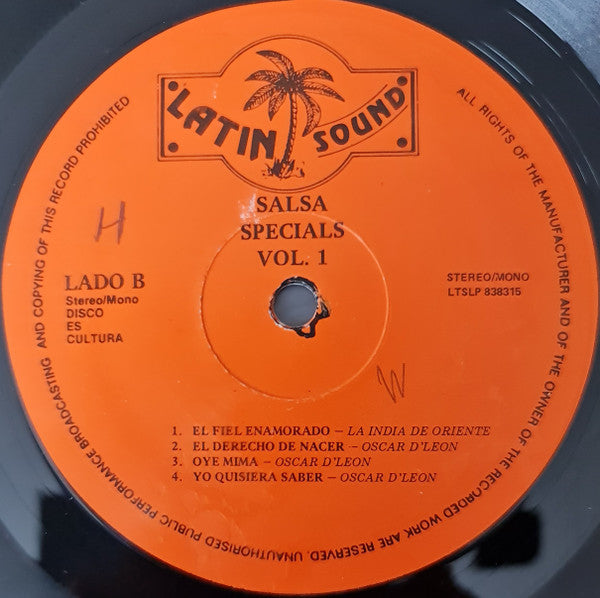 LATIN SOUND
SALSA
SPECIALS
VOL. 1
H
LADO B
Stereo/Mono
DISCO
ES
CULTURA
STEREO/MONO
LTSLP 838315
W
1. EL FIEL ENAMORADO – LA INDIA DE ORIENTE
2. EL DERECHO DE NACER – OSCAR D'LEON
3. OYE MIMA – OSCAR D'LEON
4. YO QUISIERA SABER – OSCAR D'LEON
ALL RIGHTS OF THE MANUFACTURER AND OF THE OWNER OF THE RECORDED WORK ARE RESERVED. UNAUTHORISED PUBLIC PERFORMANCE BROADCASTING AND COPYING OF THIS RECORD PROHIBITED